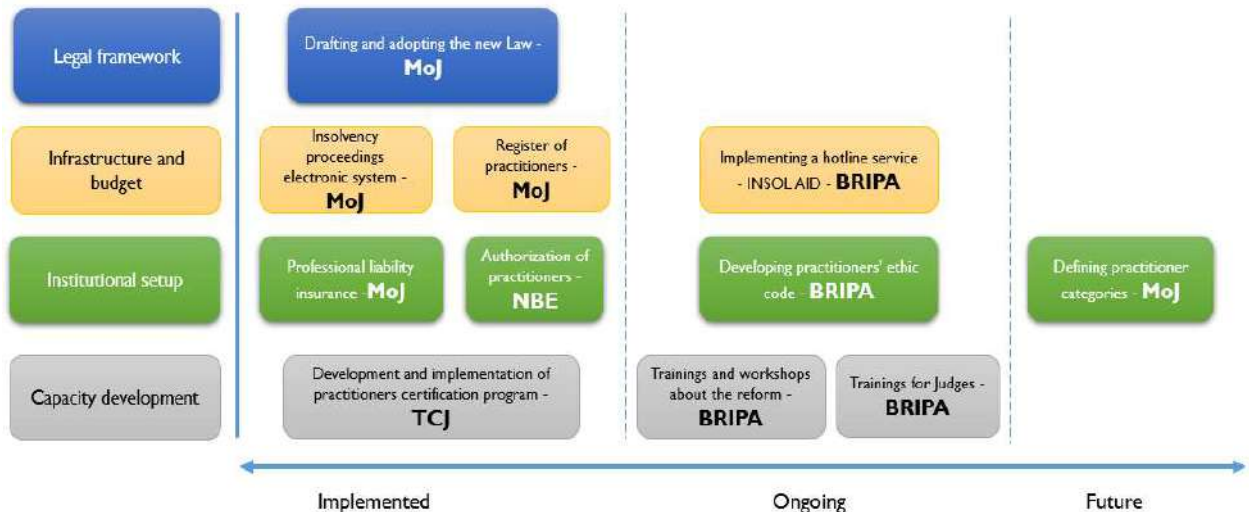 Legal framework
Drafting and adopting the new Law -
MoJ
Infrastructure and
budget
Insolvency
proceedings
electronic system -
MoJ
Register of
practitioners -
MoJ
Implementing a hotline service
- INSOL AID - BRIPA
Institutional setup
Professional liability
insurance - MoJ
Authorization of
practitioners -
NBE
Developing practitioners' ethic
code - BRIPA
Defining practitioner
categories - MoJ
Capacity development
Development and implementation of
practitioners certification program -
TCJ
Trainings and workshops
about the reform -
BRIPA
Trainings for Judges -
BRIPA
Implemented
Ongoing
Future